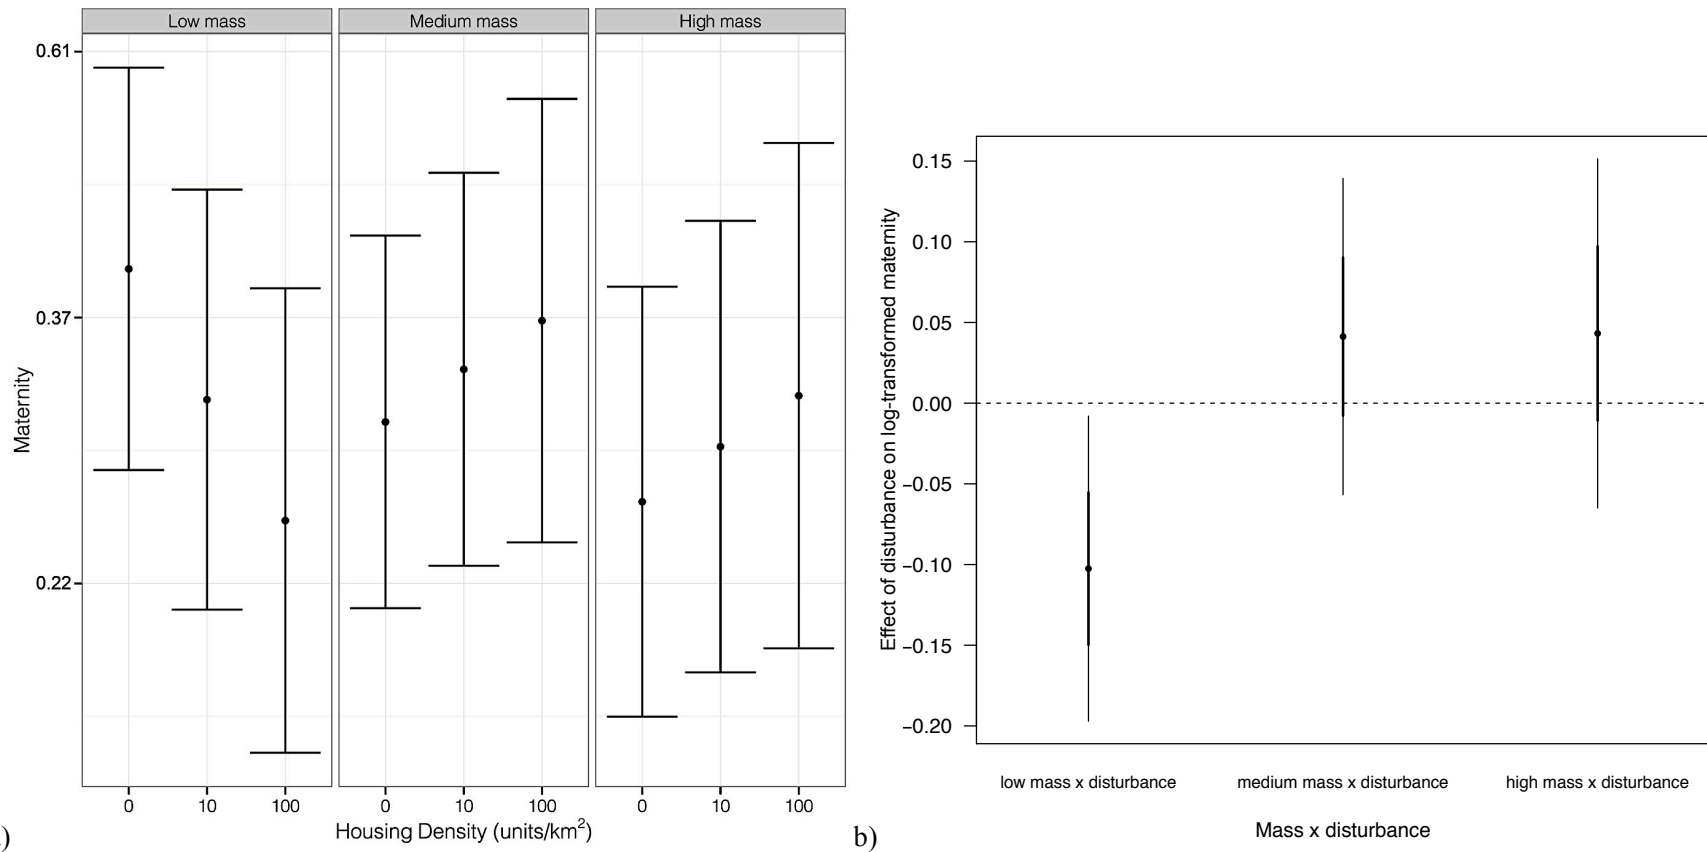 Low mass Medium mass High mass
0.61
0.37
0.22
Maternity
0 10 100 0 10 100 0 10 100
Housing Density (units/km²)
)
b)
0.15
0.10
0.05
0.00
−0.05
−0.10
−0.15
−0.20
Effect of disturbance on log-transformed maternity
low mass x disturbance medium mass x disturbance high mass x disturbance
Mass x disturbance